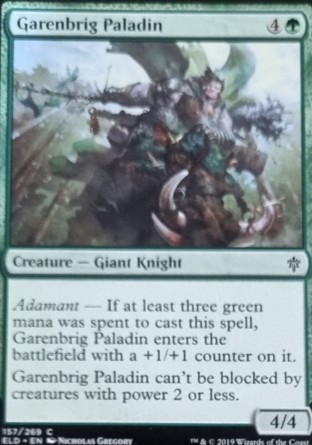 Garenbrig Paladin 4
Creature — Giant Knight
Adamant — If at least three green
mana was spent to cast this spell,
Garenbrig Paladin enters the
battlefield with a +1/+1 counter on it.
Garenbrig Paladin can't be blocked by
creatures with power 2 or less.
4/4
157/269 C
ELD • EN Nicholas Gregory
™ & © 2019 Wizards of the Coast